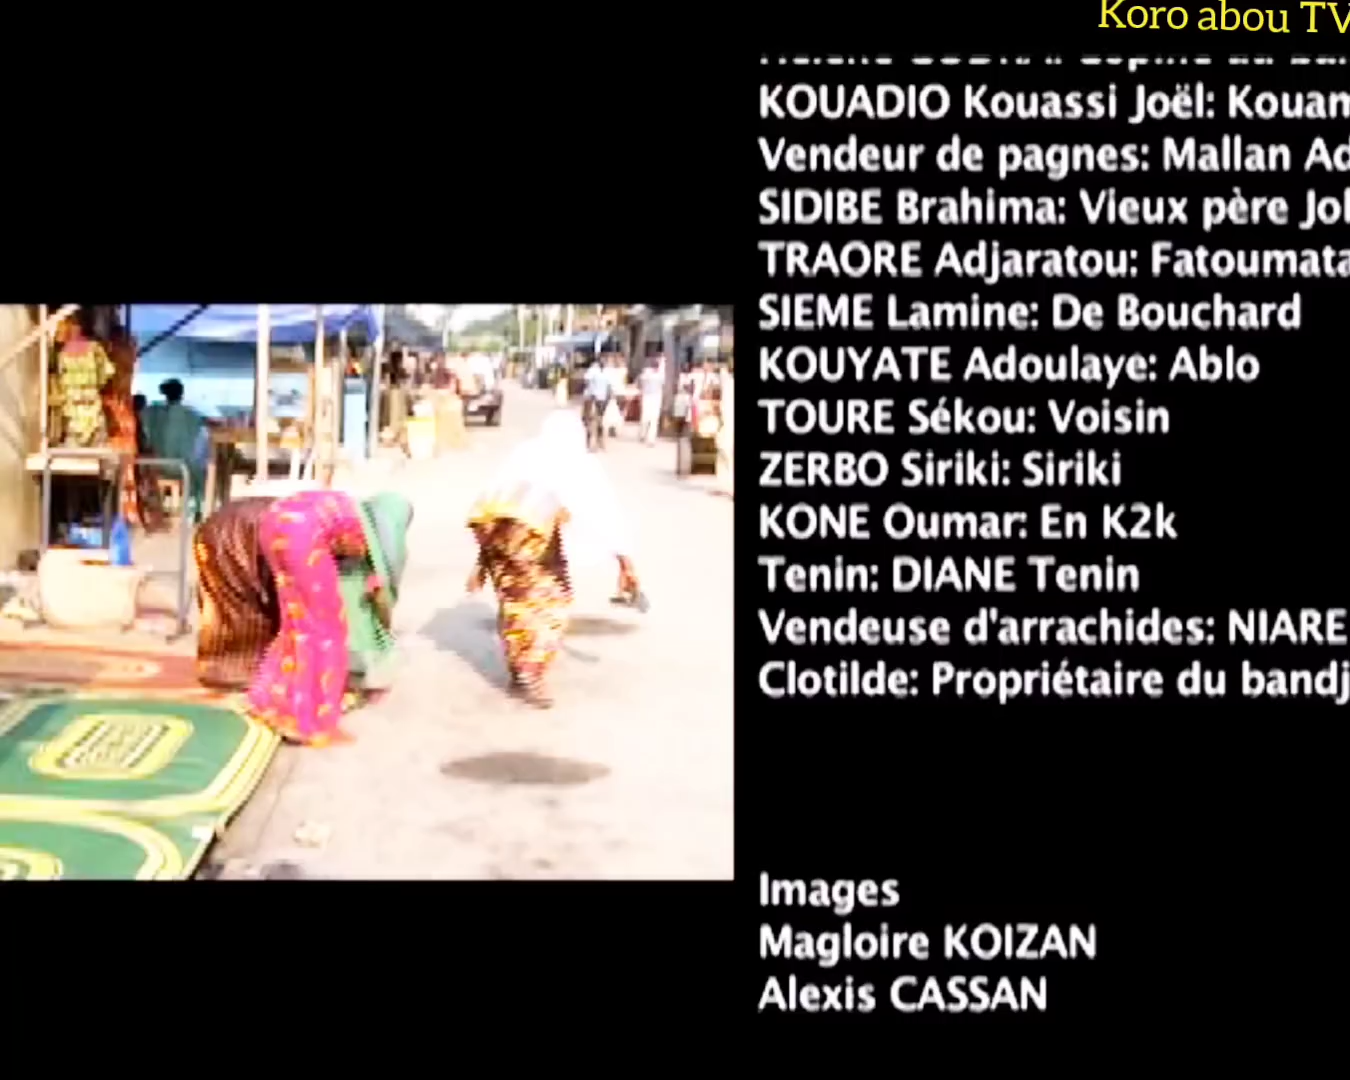 Koro abou TV
KOUADIO Kouassi Joël: Kouam
Vendeur de pagnes: Mallan Ad
SIDIBE Brahima: Vieux père Jol
TRAORE Adjaratou: Fatoumata
SIEME Lamine: De Bouchard
KOUYATE Adoulaye: Ablo
TOURE Sékou: Voisin
ZERBO Siriki: Siriki
KONE Oumar: En K2k
Tenin: DIANE Tenin
Vendeuse d'arrachides: NIARE
Clotilde: Propriétaire du bandj
Images
Magloire KOIZAN
Alexis CASSAN